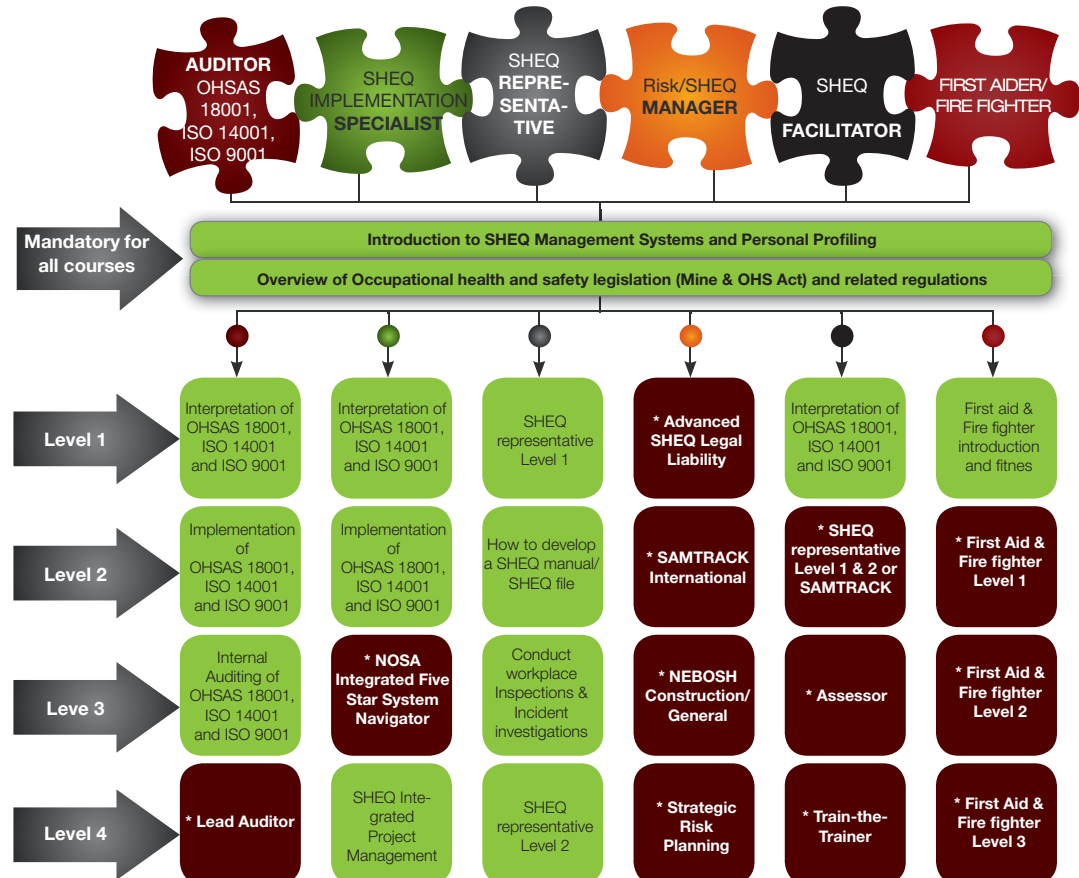 AUDITOR
OHSAS
18001,
ISO 14001,
ISO 9001
SHEQ
IMPLEMENTATION
SPECIALIST
SHEQ
REPRE-
SENTA-
TIVE
Risk/SHEQ
MANAGER
SHEQ
FACILITATOR
FIRST AIDER/
FIRE FIGHTER
Mandatory for
all courses
Introduction to SHEQ Management Systems and Personal Profiling
Overview of Occupational health and safety legislation (Mine & OHS Act) and related regulations
Level 1
Interpretation of
OHSAS 18001,
ISO 14001
and ISO 9001
Interpretation of
OHSAS 18001,
ISO 14001
and ISO 9001
SHEQ
representative
Level 1
* Advanced
SHEQ Legal
Liability
Interpretation of
OHSAS 18001,
ISO 14001
and ISO 9001
First aid &
Fire fighter
introduction
and fitnes
Level 2
Implementation
of
OHSAS 18001,
ISO 14001
and ISO 9001
Implementation
of
OHSAS 18001,
ISO 14001
and ISO 9001
How to develop
a SHEQ manual/
SHEQ file
* SAMTRACK
International
* SHEQ
representative
Level 1 & 2 or
SAMTRACK
* First Aid &
Fire fighter
Level 1
Leve 3
Internal
Auditing of
OHSAS 18001,
ISO 14001
and ISO 9001
* NOSA
Integrated Five
Star System
Navigator
Conduct
workplace
Inspections &
Incident
investigations
* NEBOSH
Construction/
General
* Assessor
* First Aid &
Fire fighter
Level 2
Level 4
* Lead Auditor
SHEQ Inte-
grated
Project
Management
SHEQ
representative
Level 2
* Strategic
Risk
Planning
* Train-the-
Trainer
* First Aid &
Fire fighter
Level 3